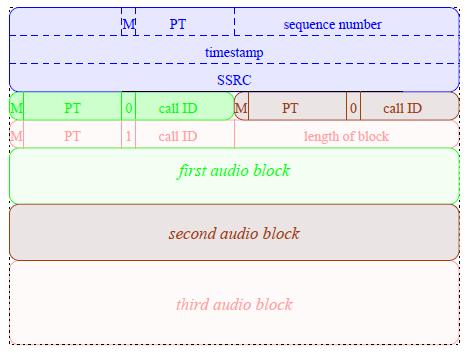 M PT sequence number
timestamp
SSRC
M PT 0 call ID M PT 0 call ID
M PT 1 call ID length of block
first audio block
second audio block
third audio block